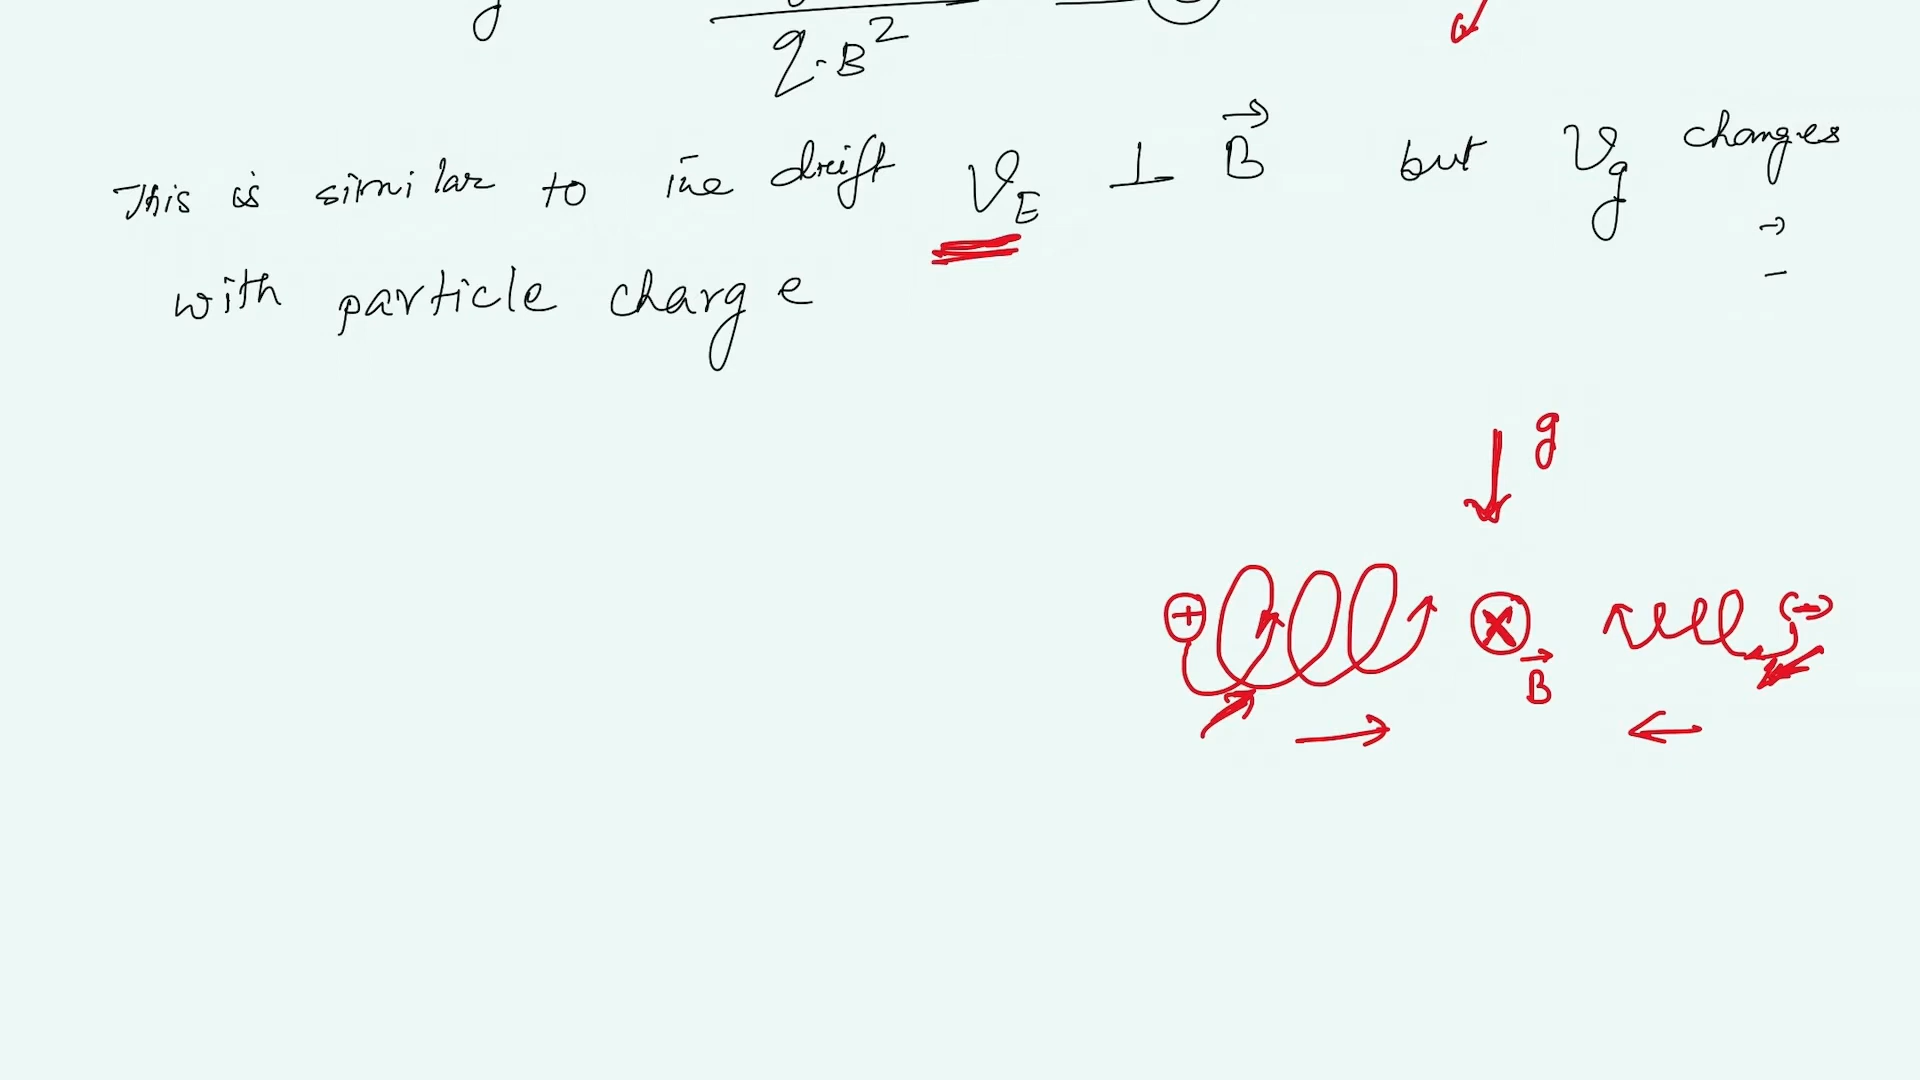 g
q·B²
This is similar to the drift V_E ⊥ B⃗ but V_g changes
with particle charge
g
+ × B⃗ (-)